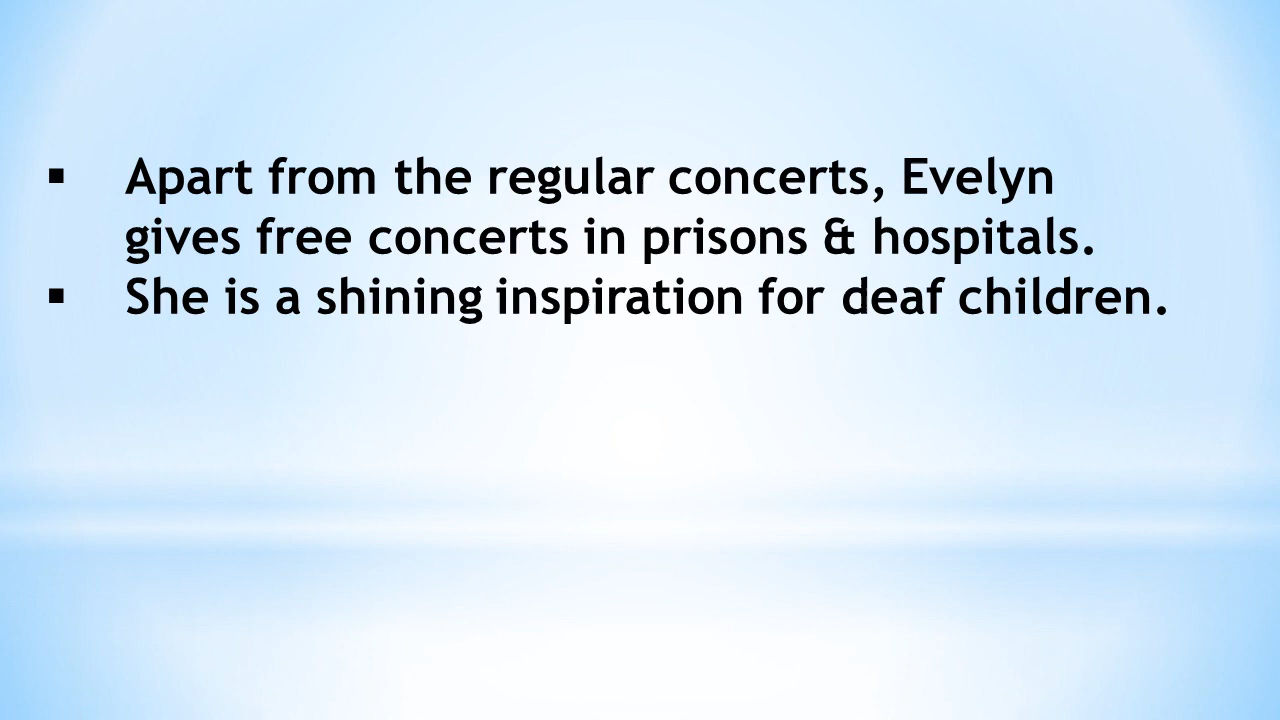 ▪ Apart from the regular concerts, Evelyn
gives free concerts in prisons & hospitals.
▪ She is a shining inspiration for deaf children.